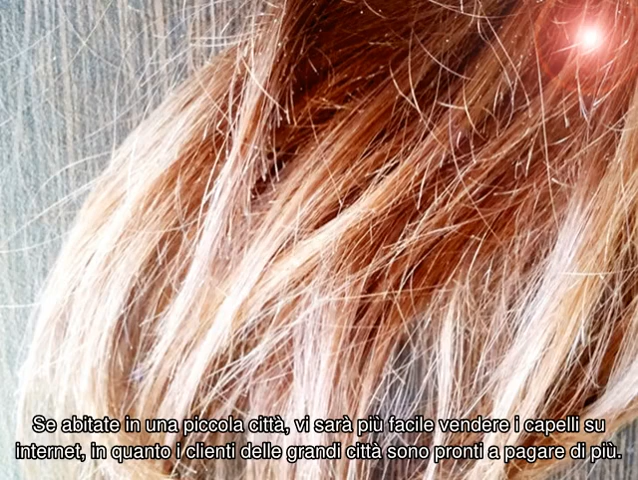 Se abitate in una piccola città, vi sarà più facile vendere i capelli su
internet, in quanto i clienti delle grandi città sono pronti a pagare di più.